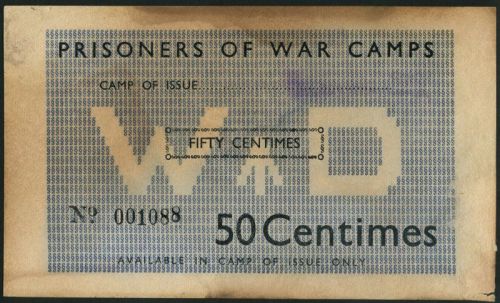 PRISONERS OF WAR CAMPS
CAMP OF ISSUE
W D
FIFTY CENTIMES
Nº 001088
50 Centimes
AVAILABLE IN CAMP OF ISSUE ONLY